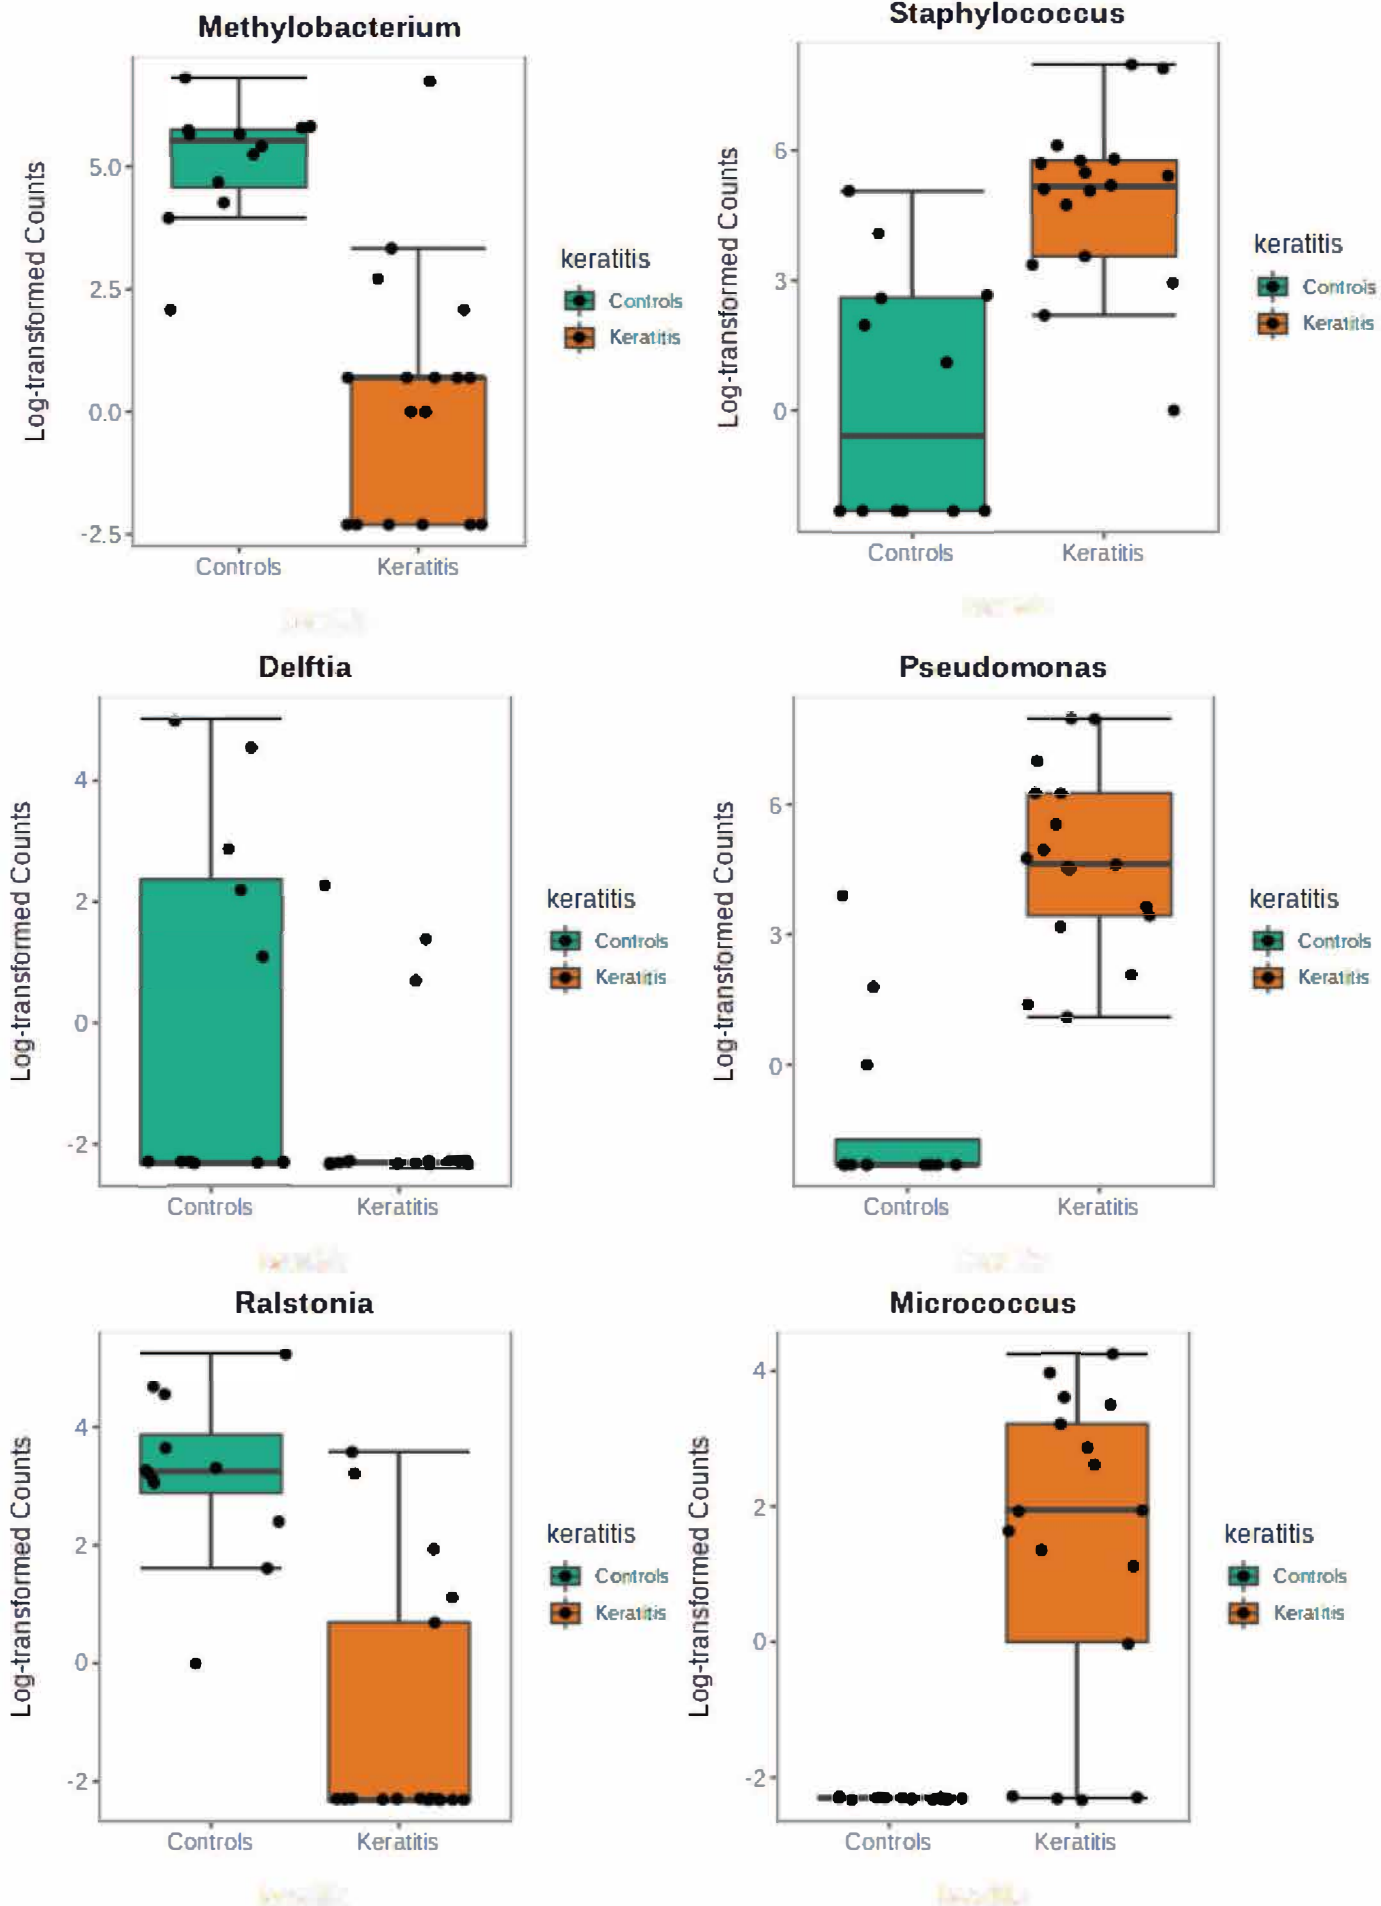 Methylobacterium
Log-transformed Counts
5.0
2.5
0.0
-2.5
Controls
Keratitis
keratitis
Controls
Keratitis
Staphylococcus
Log-transformed Counts
6
3
0
Controls
Keratitis
keratitis
Controls
Keratitis
Delftia
Log-transformed Counts
4
2
0
-2
Controls
Keratitis
keratitis
Controls
Keratitis
Pseudomonas
Log-transformed Counts
6
3
0
Controls
Keratitis
keratitis
Controls
Keratitis
Ralstonia
Log-transformed Counts
4
2
0
-2
Controls
Keratitis
keratitis
Controls
Keratitis
Micrococcus
Log-transformed Counts
4
2
0
-2
Controls
Keratitis
keratitis
Controls
Keratitis